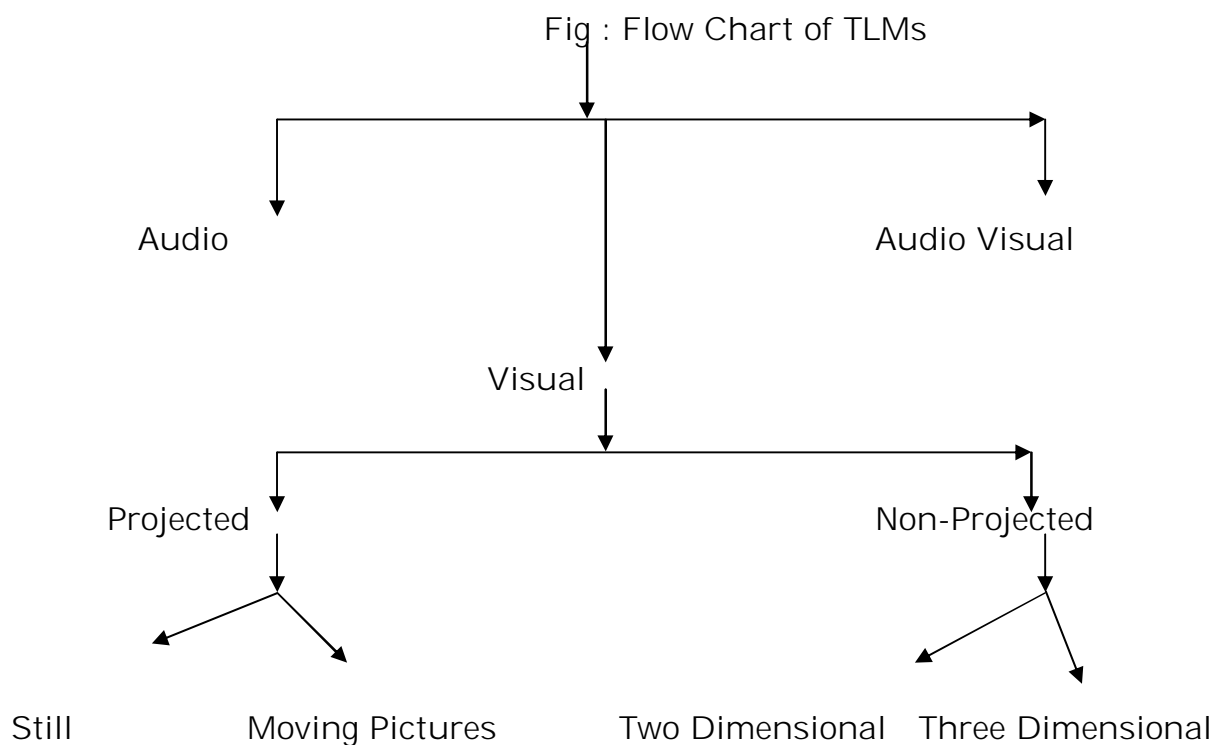 Fig : Flow Chart of TLMs
Audio
Audio Visual
Visual
Projected
Non-Projected
Still
Moving Pictures
Two Dimensional
Three Dimensional